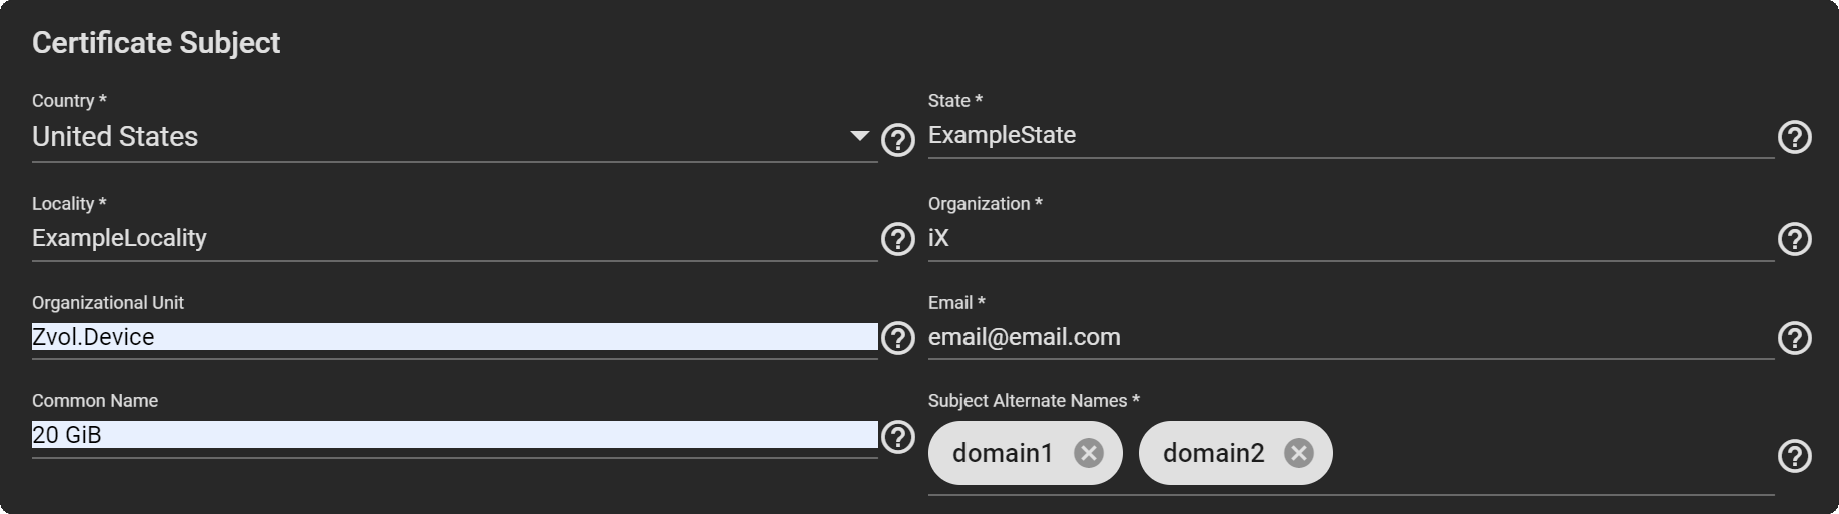 Certificate Subject
Country *
United States
State *
ExampleState
Locality *
ExampleLocality
Organization *
iX
Organizational Unit
Zvol.Device
Email *
email@email.com
Common Name
20 GiB
Subject Alternate Names *
domain1
domain2